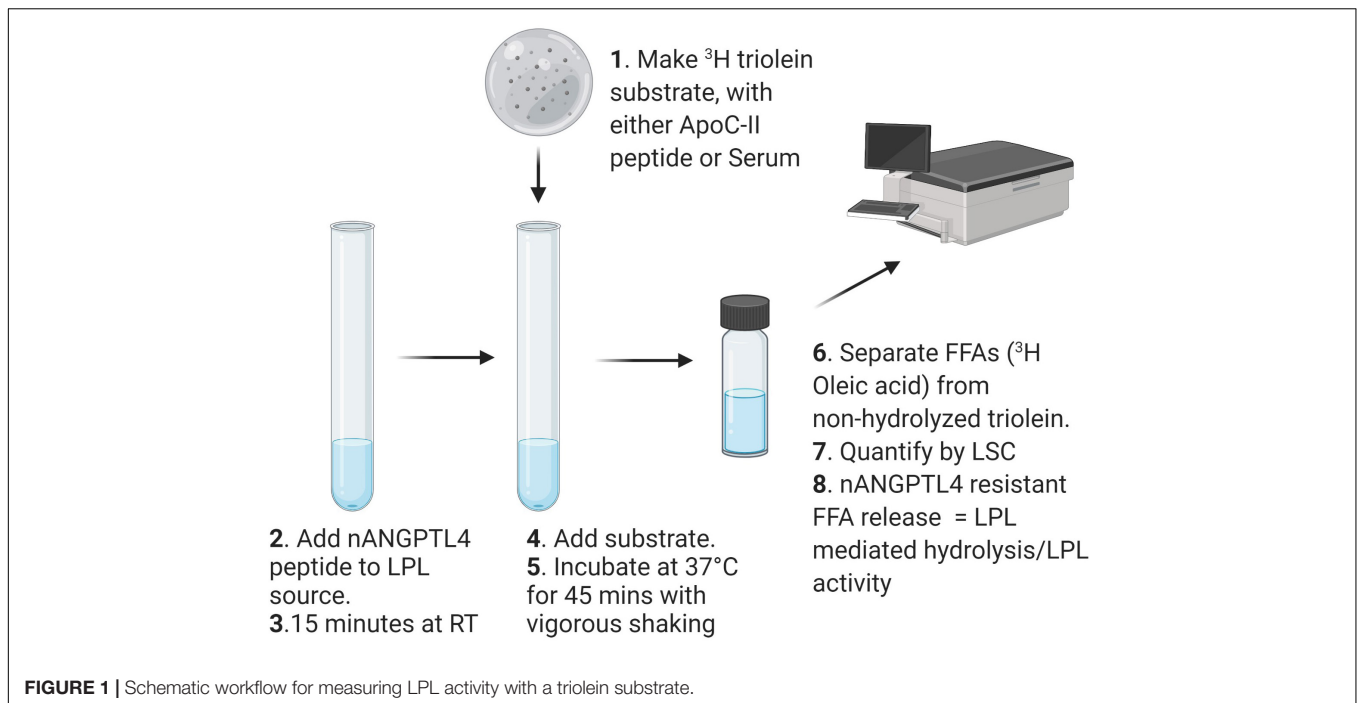 1. Make ³H triolein
substrate, with
either ApoC-II
peptide or Serum
2. Add nANGPTL4
peptide to LPL
source.
3.15 minutes at RT
4. Add substrate.
5. Incubate at 37°C
for 45 mins with
vigorous shaking
6. Separate FFAs (³H
Oleic acid) from
non-hydrolyzed triolein.
7. Quantify by LSC
8. nANGPTL4 resistant
FFA release = LPL
mediated hydrolysis/LPL
activity
FIGURE 1 | Schematic workflow for measuring LPL activity with a triolein substrate.